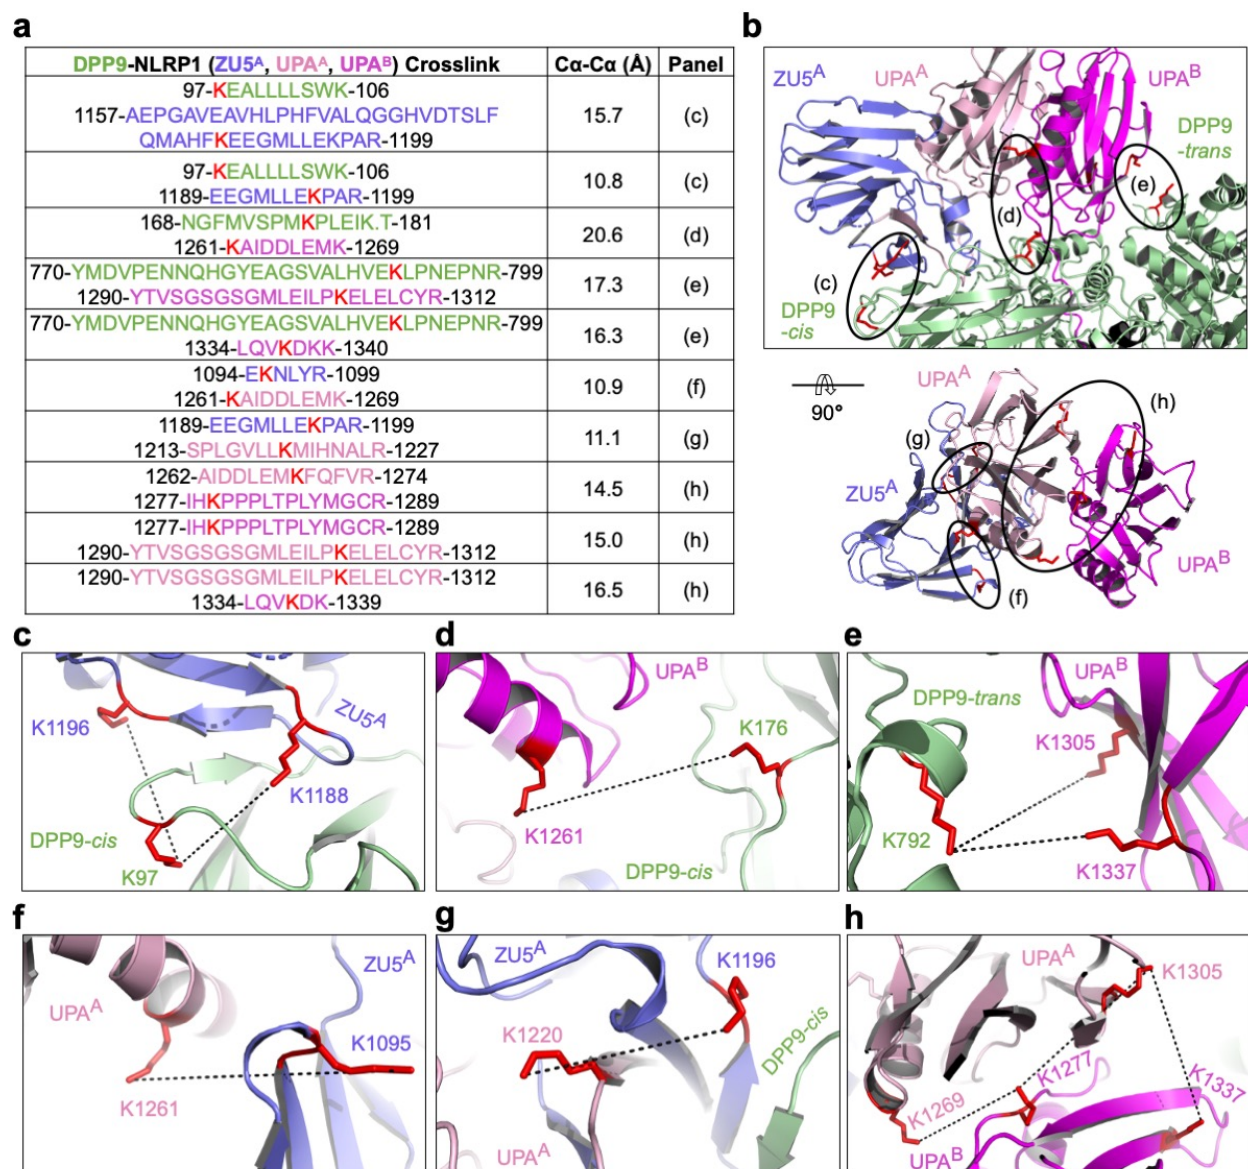 a
DPP9-NLRP1 (ZU5ᴬ, UPAᴬ, UPAᴮ) Crosslink Cα-Cα (Å) Panel
97-KEALLLLSWK-106
1157-AEPGAVEAVHLPHFVALQGGHVDTSLF
QMAHFKEEGMLLEKPAR-1199
15.7 (c)
97-KEALLLLSWK-106
1189-EEGMLLEKPAR-1199
10.8 (c)
168-NGFMVSPMKPLEIK.T-181
1261-KAIDDLEMK-1269
20.6 (d)
770-YMDVPENNQHGYEAGSVALHVEKLPNEPNR-799
1290-YTVSGSGSGMLEILPKELELCYR-1312
17.3 (e)
770-YMDVPENNQHGYEAGSVALHVEKLPNEPNR-799
1334-LQVKDKK-1340
16.3 (e)
1094-EKNLYR-1099
1261-KAIDDLEMK-1269
10.9 (f)
1189-EEGMLLEKPAR-1199
1213-SPLGVLLKMIHNALR-1227
11.1 (g)
1262-AIDDLEMKFQFVR-1274
1277-IHKPPPLTPLYMGCR-1289
14.5 (h)
1277-IHKPPPLTPLYMGCR-1289
1290-YTVSGSGSGMLEILPKELELCYR-1312
15.0 (h)
1290-YTVSGSGSGMLEILPKELELCYR-1312
1334-LQVKDK-1339
16.5 (h)
b
ZU5ᴬ
UPAᴬ
UPAᴮ
DPP9
-trans
(e)
(d)
(c)
DPP9
-cis
90°
UPAᴬ
(h)
(g)
ZU5ᴬ
UPAᴮ
(f)
c
K1196
ZU5ᴬ
K1188
DPP9-cis
K97
d
UPAᴮ
K176
K1261
DPP9-cis
e
UPAᴮ
DPP9-trans
K1305
K792
K1337
f
ZU5ᴬ
UPAᴬ
K1095
K1261
g
ZU5ᴬ
K1196
K1220
DPP9-cis
UPAᴬ
h
UPAᴬ
K1305
K1277
K1337
K1269
UPAᴮ